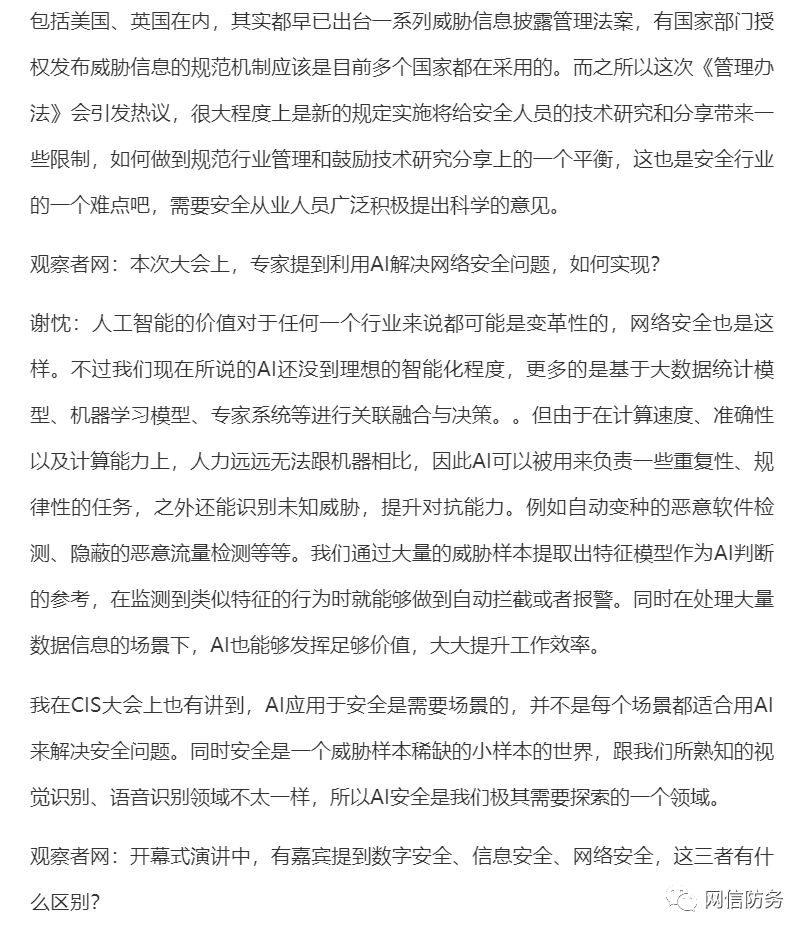 包括美国、英国在内，其实都早已出台一系列威胁信息披露管理法案，有国家部门授
权发布威胁信息的规范机制应该是目前多个国家都在采用的。而之所以这次《管理办
法》会引发热议，很大程度上是新的规定实施将给安全人员的技术研究和分享带来一
些限制，如何做到规范行业管理和鼓励技术研究分享上的一个平衡，这也是安全行业
的一个难点吧，需要安全从业人员广泛积极提出科学的意见。
观察者网：本次大会上，专家提到利用AI解决网络安全问题，如何实现？
谢忱：人工智能的价值对于任何一个行业来说都可能是变革性的，网络安全也是这
样。不过我们现在所说的AI还没到理想的智能化程度，更多的是基于大数据统计模
型、机器学习模型、专家系统等进行关联融合与决策。。但由于在计算速度、准确性
以及计算能力上，人力远远无法跟机器相比，因此AI可以被用来负责一些重复性、规
律性的任务，之外还能识别未知威胁，提升对抗能力。例如自动变种的恶意软件检
测、隐蔽的恶意流量检测等等。我们通过大量的威胁样本提取出特征模型作为AI判断
的参考，在监测到类似特征的行为时就能够做到自动拦截或者报警。同时在处理大量
数据信息的场景下，AI也能够发挥足够价值，大大提升工作效率。
我在CIS大会上也有讲到，AI应用于安全是需要场景的，并不是每个场景都适合用AI
来解决安全问题。同时安全是一个威胁样本稀缺的小样本的世界，跟我们所熟知的视
觉识别、语音识别领域不太一样，所以AI安全是我们极其需要探索的一个领域。
观察者网：开幕式演讲中，有嘉宾提到数字安全、信息安全、网络安全，这三者有什
么区别？
网信防务